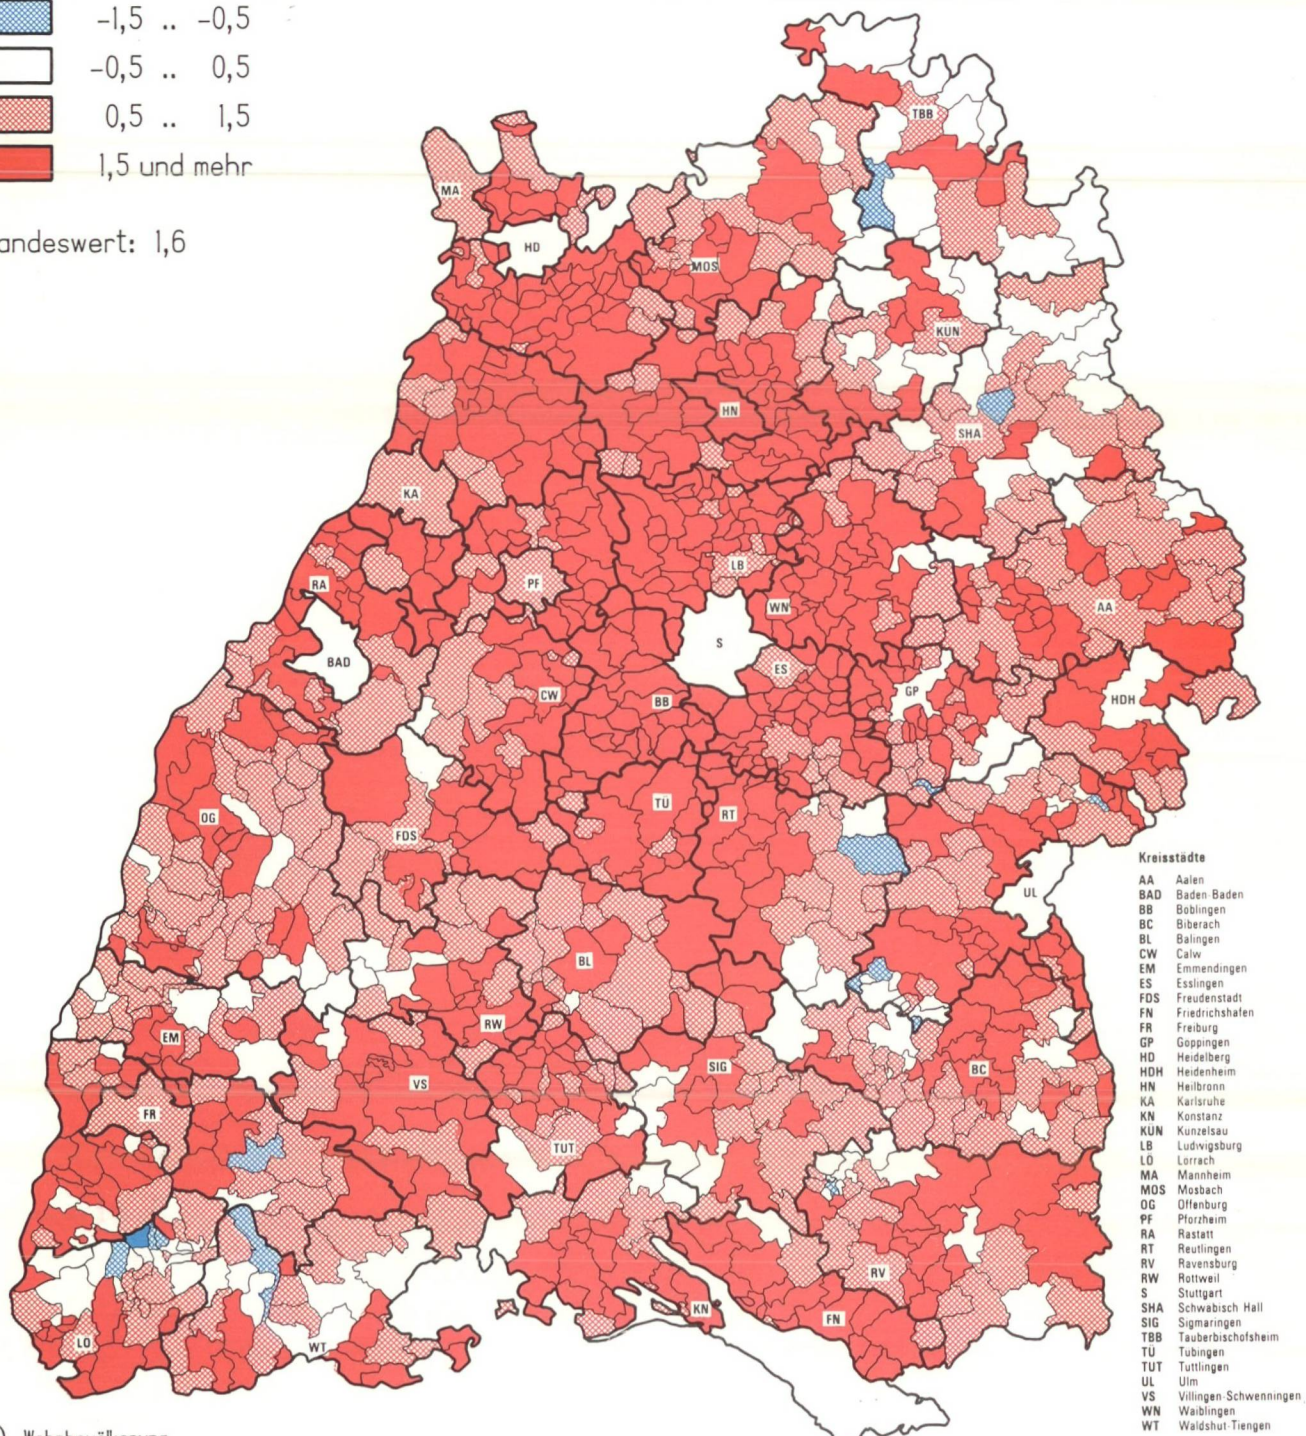 -1,5 .. -0,5
-0,5 .. 0,5
0,5 .. 1,5
1,5 und mehr
andeswert: 1,6
TBB
MA
HD
MOS
KÜN
HN
SHA
KA
RA
PF
LB
WN
AA
BAD
S
ES
CW
BB
GP
HDH
OG
TÜ
RT
FDS
UL
BL
EM
RW
VS
SIG
BC
FR
TUT
RV
KN
FN
LÖ
WT
Kreisstädte
AA Aalen
BAD Baden-Baden
BB Böblingen
BC Biberach
BL Balingen
CW Calw
EM Emmendingen
ES Esslingen
FDS Freudenstadt
FN Friedrichshafen
FR Freiburg
GP Göppingen
HD Heidelberg
HDH Heidenheim
HN Heilbronn
KA Karlsruhe
KN Konstanz
KÜN Künzelsau
LB Ludwigsburg
LÖ Lörrach
MA Mannheim
MOS Mosbach
OG Offenburg
PF Pforzheim
RA Rastatt
RT Reutlingen
RV Ravensburg
RW Rottweil
S Stuttgart
SHA Schwäbisch Hall
SIG Sigmaringen
TBB Tauberbischofsheim
TÜ Tübingen
TUT Tuttlingen
UL Ulm
VS Villingen-Schwenningen
WN Waiblingen
WT Waldshut-Tiengen